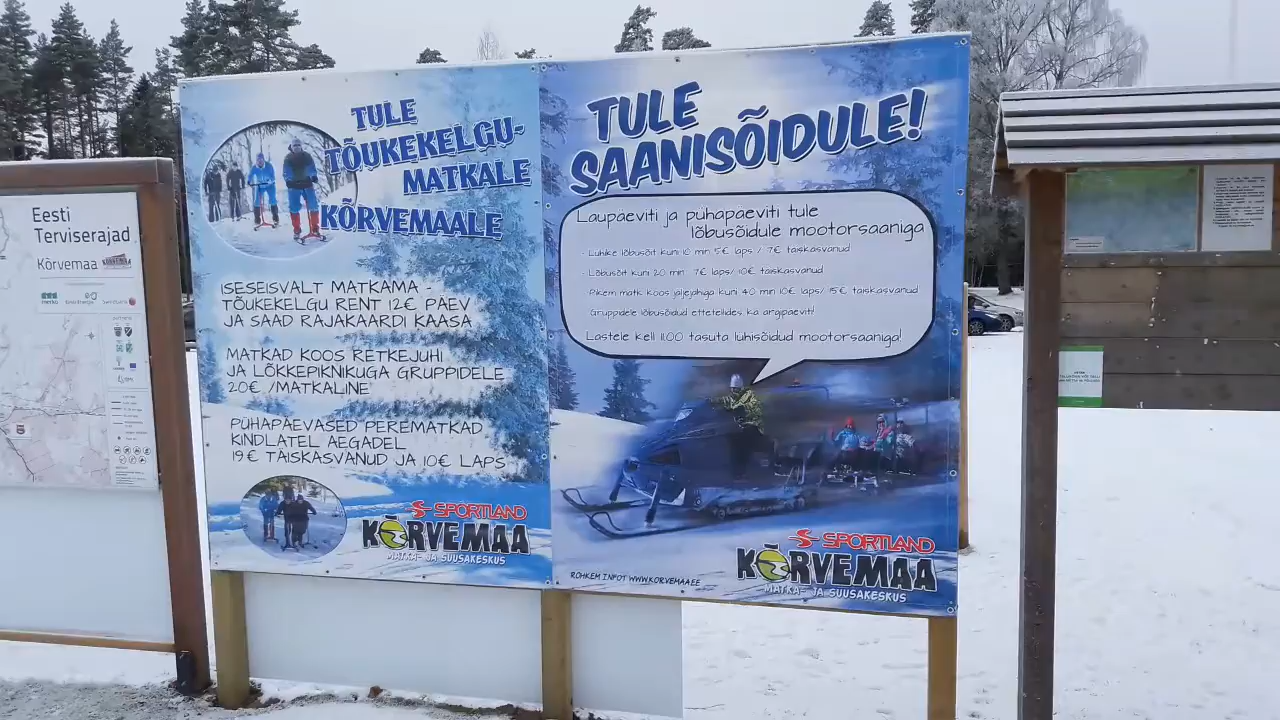 Eesti
Terviserajad
Kõrvemaa
TULE
TÕUKEKELGU-
MATKALE
KÕRVEMAALE
ISESEISVALT MATKAMA -
TÕUKEKELGU RENT 12€ PÄEV
JA SAAD RAJAKAARDI KAASA
MATKAD KOOS RETKEJUHI
JA LÕKKEPIKNIKUGA GRUPPIDELE
20€ /MATKALINE
PÜHAPÄEVASED PEREMATKAD
KINDLATEL AEGADEL
19€ TÄISKASVANUD JA 10€ LAPS
SPORTLAND
KÕRVEMAA
MATKA- JA SUUSAKESKUS
TULE
SAANISÕIDULE!
Laupäeviti ja pühapäeviti tule
lõbusõidule mootorsaaniga
- Lühike lõbusõit kuni 10 min 5€ laps / 7€ täiskasvanud
- Lõbusõit kuni 20 min 7€ laps/ 10€ täiskasvanud
- Pikem matk koos jäljejahiga kuni 40 min 10€ laps/ 15€ täiskasvanud
Gruppidele lõbusõidud ettetellides ka argipäeviti!
Lastele kell 11.00 tasuta lühisõidud mootorsaaniga!
ROHKEM INFOT WWW.KORVEMAA.EE
SPORTLAND
KÕRVEMAA
MATKA- JA SUUSAKESKUS